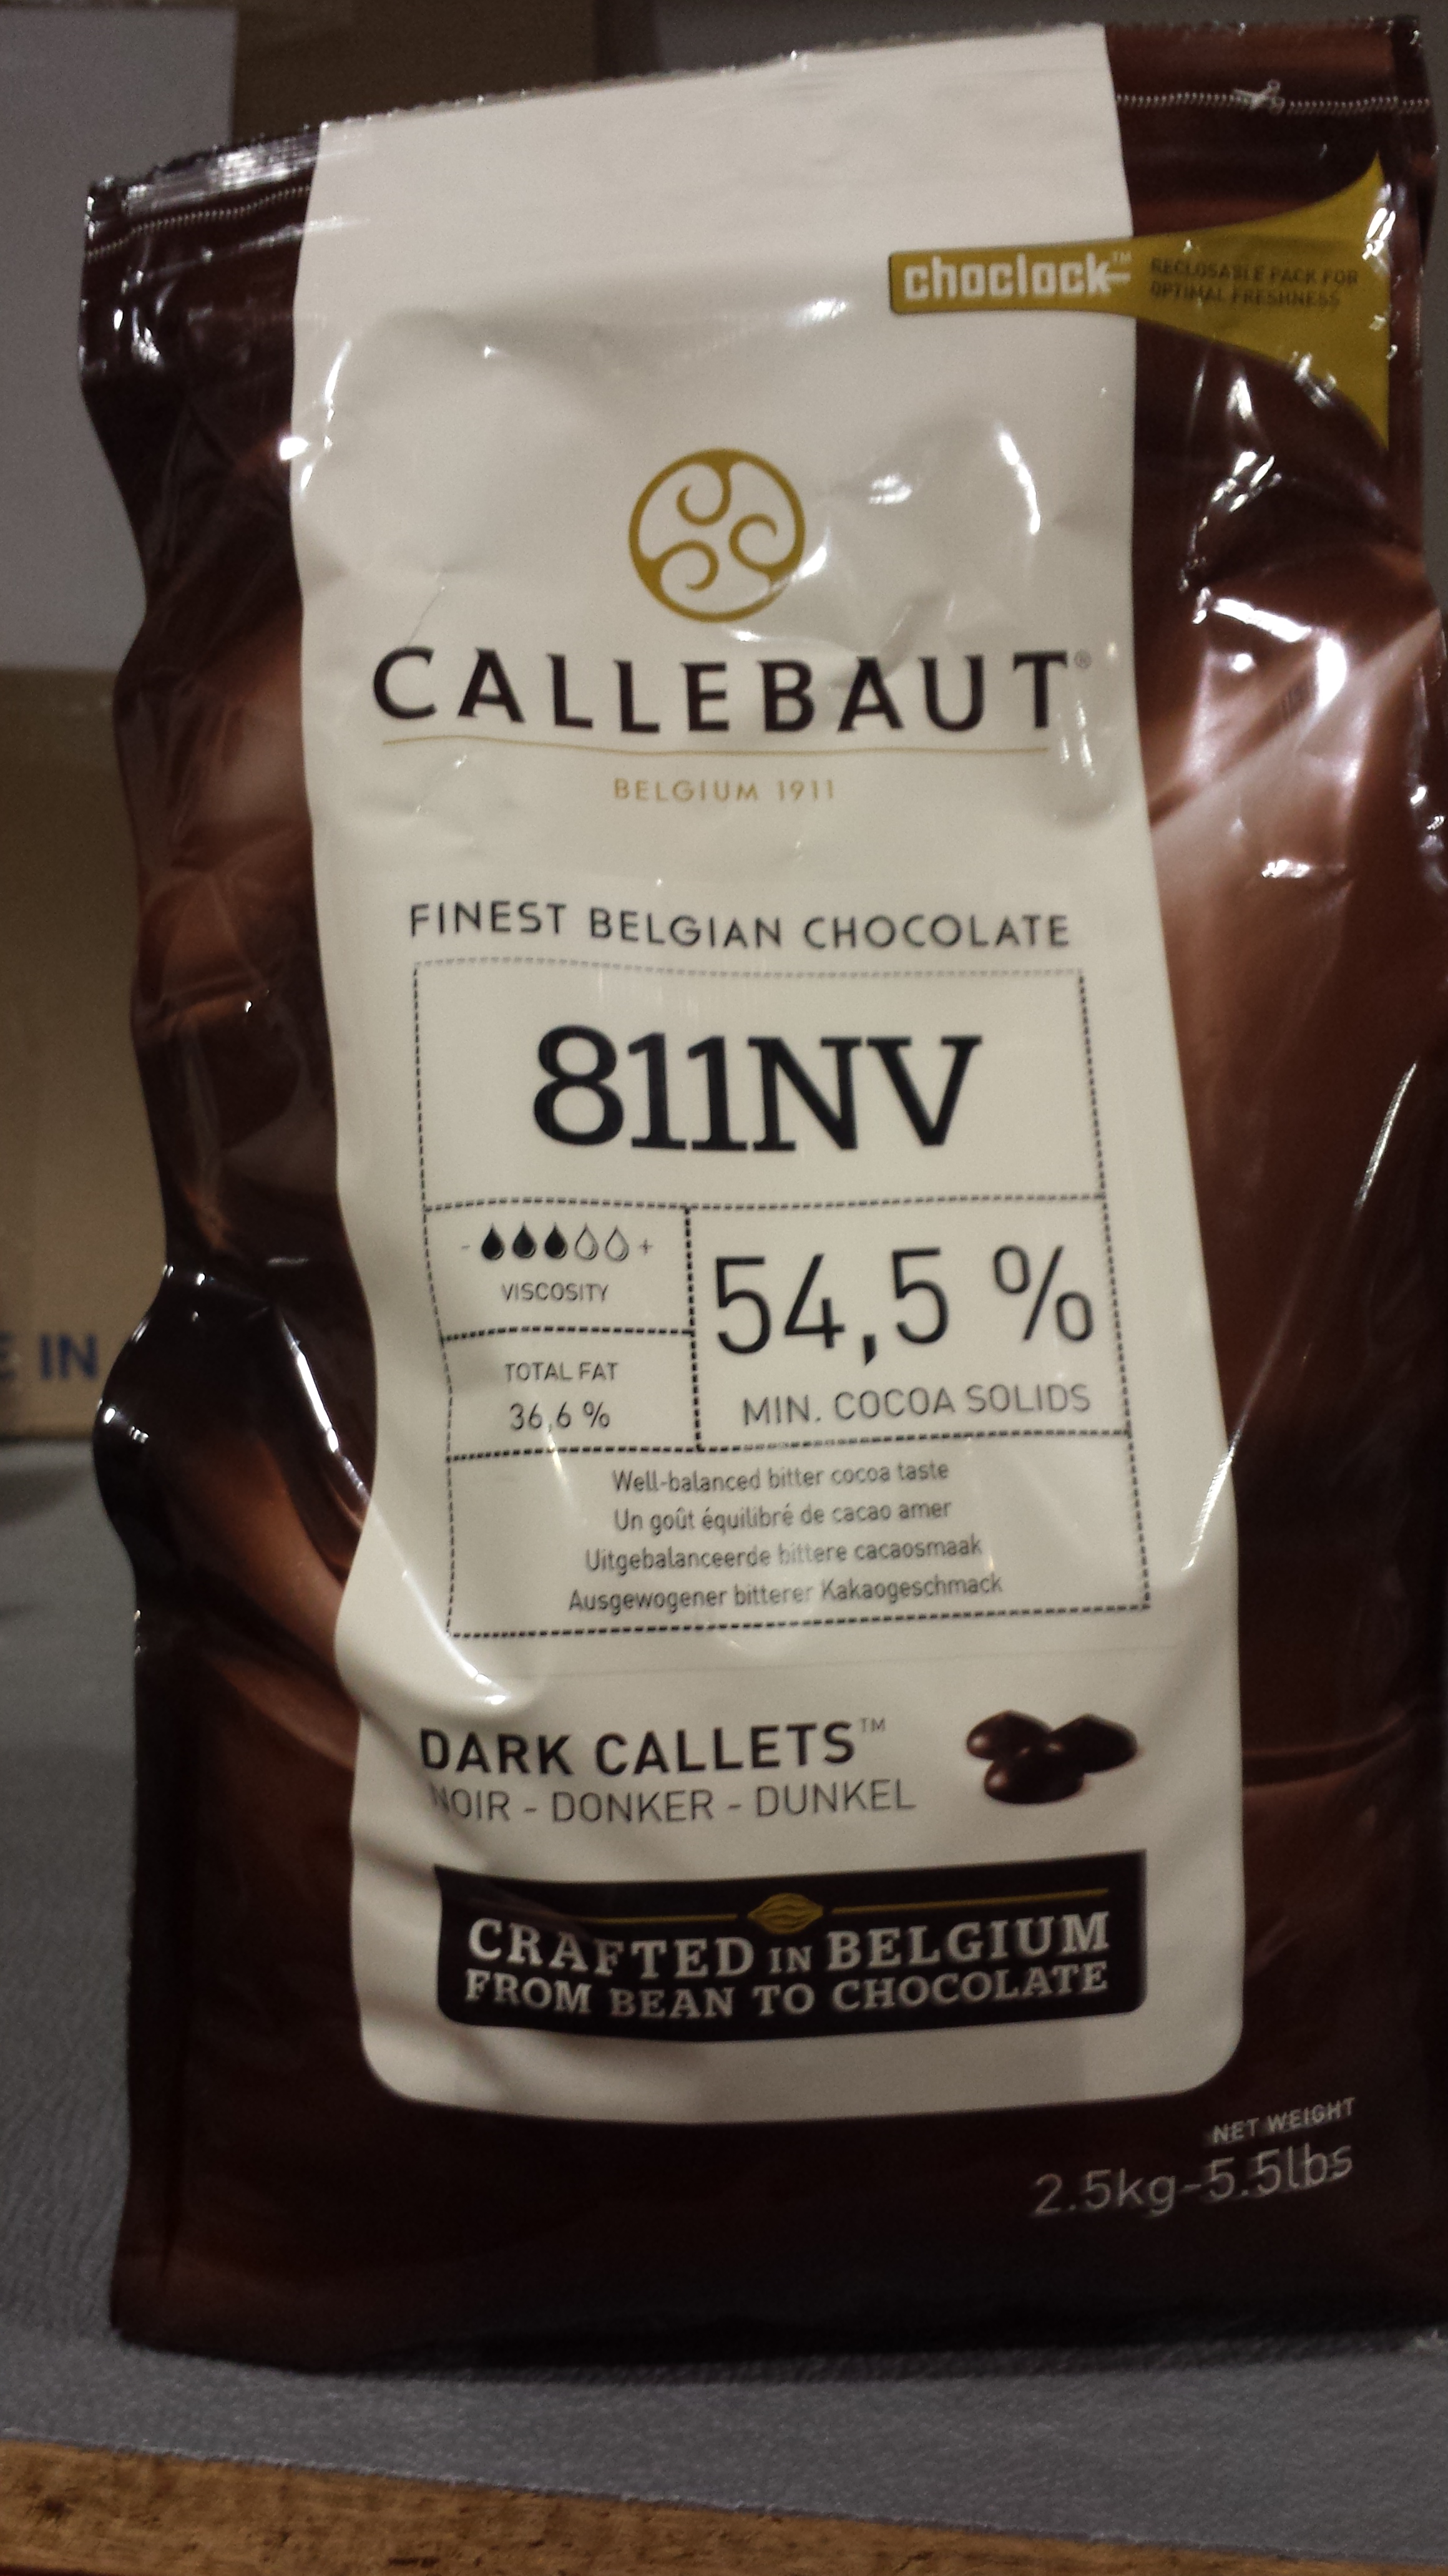 choclock™
RECLOSABLE PACK FOR
OPTIMAL FRESHNESS
CALLEBAUT®
BELGIUM 1911
FINEST BELGIAN CHOCOLATE
811NV
- +
VISCOSITY
54,5 %
MIN. COCOA SOLIDS
TOTAL FAT
36,6 %
Well-balanced bitter cocoa taste
Un goût équilibré de cacao amer
Uitgebalanceerde bittere cacaosmaak
Ausgewogener bitterer Kakaogeschmack
DARK CALLETS™
NOIR - DONKER - DUNKEL
CRAFTED IN BELGIUM
FROM BEAN TO CHOCOLATE
NET WEIGHT
2.5kg-5.5lbs
E IN